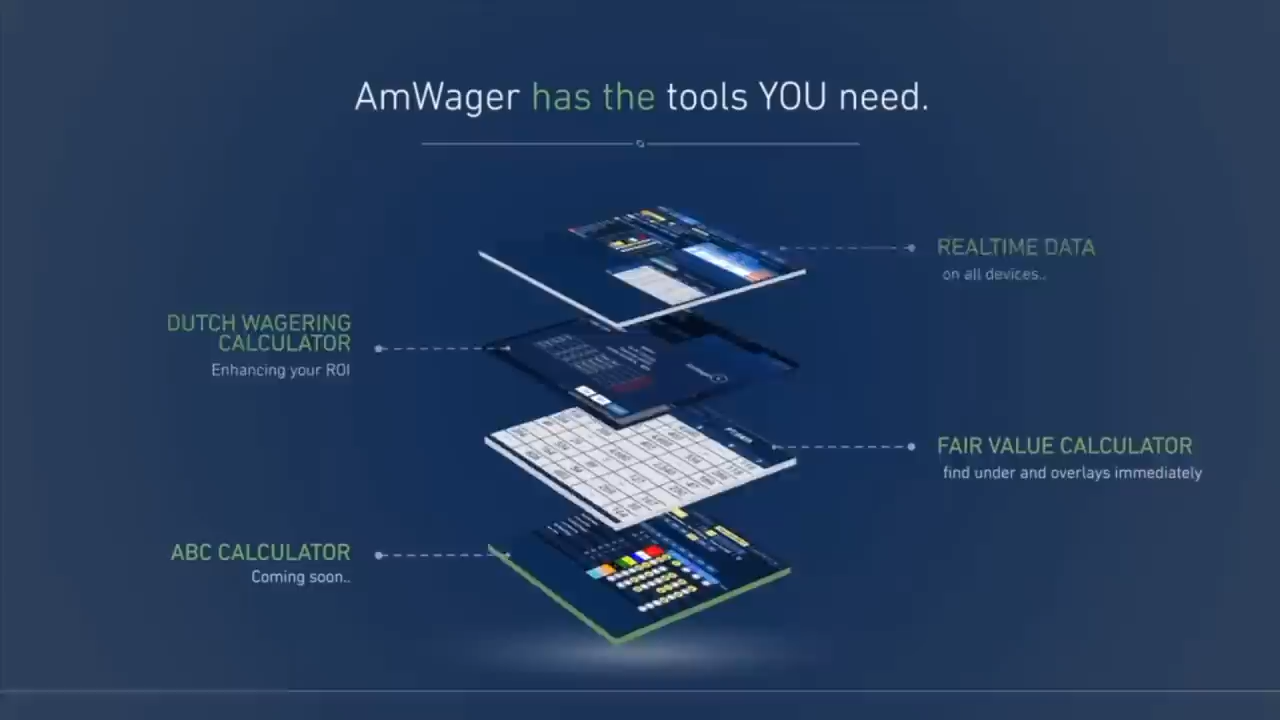 AmWager has the tools YOU need.
REALTIME DATA
on all devices..
DUTCH WAGERING
CALCULATOR
Enhancing your ROI
FAIR VALUE CALCULATOR
find under and overlays immediately
ABC CALCULATOR
Coming soon..